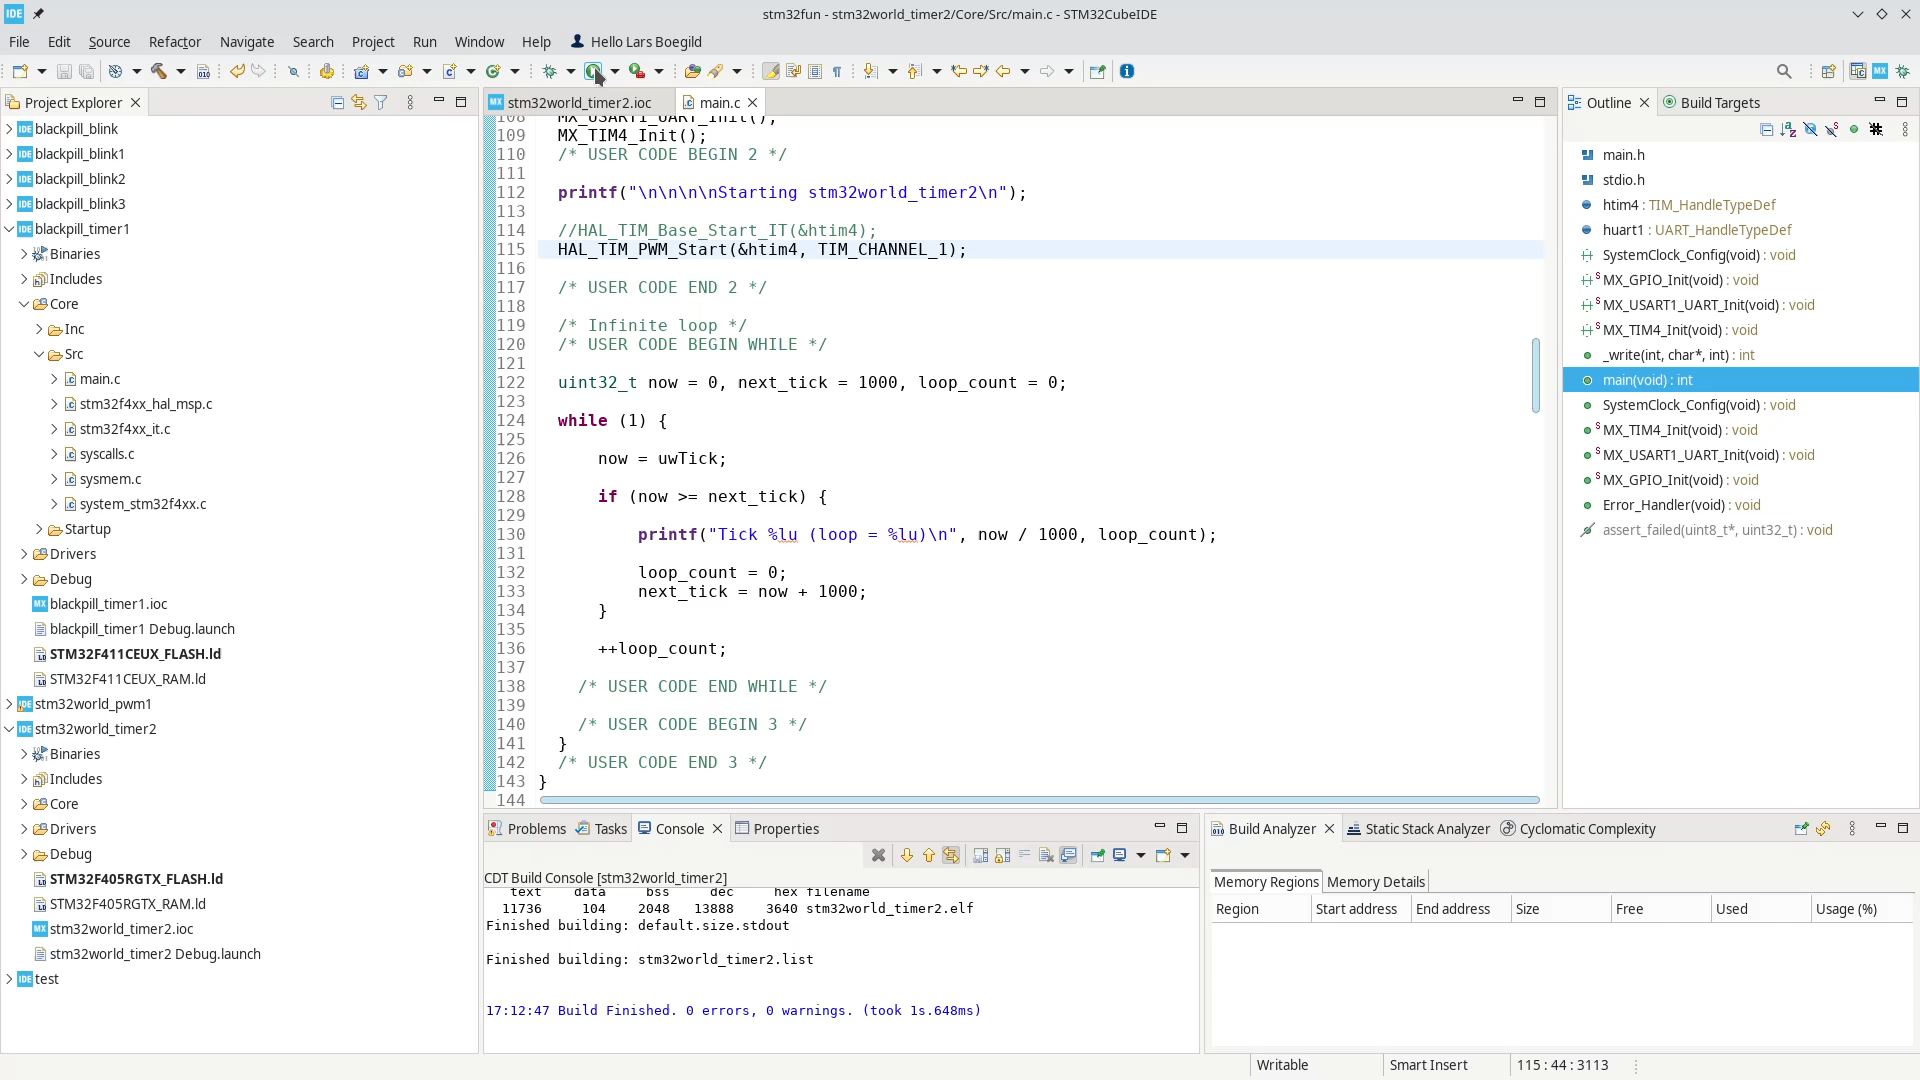 IDE
stm32fun - stm32world_timer2/Core/Src/main.c - STM32CubeIDE
File Edit Source Refactor Navigate Search Project Run Window Help Hello Lars Boegild
Project Explorer
blackpill_blink
blackpill_blink1
blackpill_blink2
blackpill_blink3
blackpill_timer1
Binaries
Includes
Core
Inc
Src
main.c
stm32f4xx_hal_msp.c
stm32f4xx_it.c
syscalls.c
sysmem.c
system_stm32f4xx.c
Startup
Drivers
Debug
blackpill_timer1.ioc
blackpill_timer1 Debug.launch
STM32F411CEUX_FLASH.ld
STM32F411CEUX_RAM.ld
stm32world_pwm1
stm32world_timer2
Binaries
Includes
Core
Drivers
Debug
STM32F405RGTX_FLASH.ld
STM32F405RGTX_RAM.ld
stm32world_timer2.ioc
stm32world_timer2 Debug.launch
test
stm32world_timer2.ioc main.c
108 MX_USART1_UART_Init();
109 MX_TIM4_Init();
110 /* USER CODE BEGIN 2 */
111
112 printf("\n\n\n\nStarting stm32world_timer2\n");
113
114 //HAL_TIM_Base_Start_IT(&htim4);
115 HAL_TIM_PWM_Start(&htim4, TIM_CHANNEL_1);
116
117 /* USER CODE END 2 */
118
119 /* Infinite loop */
120 /* USER CODE BEGIN WHILE */
121
122 uint32_t now = 0, next_tick = 1000, loop_count = 0;
123
124 while (1) {
125
126 now = uwTick;
127
128 if (now >= next_tick) {
129
130 printf("Tick %lu (loop = %lu)\n", now / 1000, loop_count);
131
132 loop_count = 0;
133 next_tick = now + 1000;
134 }
135
136 ++loop_count;
137
138 /* USER CODE END WHILE */
139
140 /* USER CODE BEGIN 3 */
141 }
142 /* USER CODE END 3 */
143 }
144
Outline Build Targets
main.h
stdio.h
htim4 : TIM_HandleTypeDef
huart1 : UART_HandleTypeDef
SystemClock_Config(void) : void
MX_GPIO_Init(void) : void
MX_USART1_UART_Init(void) : void
MX_TIM4_Init(void) : void
_write(int, char*, int) : int
main(void) : int
SystemClock_Config(void) : void
MX_TIM4_Init(void) : void
MX_USART1_UART_Init(void) : void
MX_GPIO_Init(void) : void
Error_Handler(void) : void
assert_failed(uint8_t*, uint32_t) : void
Problems Tasks Console Properties
CDT Build Console [stm32world_timer2]
text data bss dec hex filename
11736 104 2048 13888 3640 stm32world_timer2.elf
Finished building: default.size.stdout
Finished building: stm32world_timer2.list
17:12:47 Build Finished. 0 errors, 0 warnings. (took 1s.648ms)
Build Analyzer Static Stack Analyzer Cyclomatic Complexity
Memory Regions Memory Details
Region Start address End address Size Free Used Usage (%)
Writable Smart Insert 115 : 44 : 3113